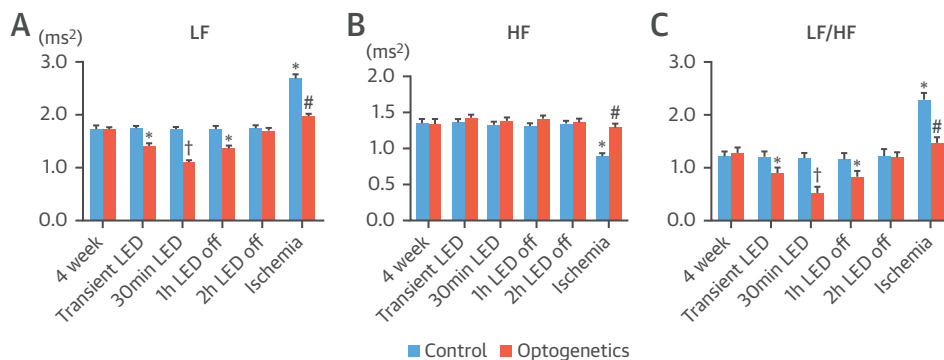 A
LF
(ms²)
3.0
2.0
1.0
0.0
*
†
*
*
#
4 week
Transient LED
30min LED
1h LED off
2h LED off
Ischemia
B
HF
(ms²)
2.0
1.5
1.0
0.5
0.0
*
#
4 week
Transient LED
30min LED
1h LED off
2h LED off
Ischemia
C
LF/HF
3.0
2.0
1.0
0.0
*
†
*
*
#
4 week
Transient LED
30min LED
1h LED off
2h LED off
Ischemia
Control Optogenetics